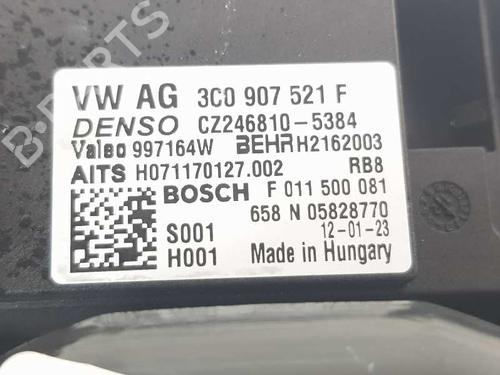 B-PARTS
VW AG 3C0 907 521 F
DENSO CZ246810-5384
Valeo 997164W BEHR H2162003
AITS H071170127.002 RB8
BOSCH F 011 500 081
658 N 05828770
S001 12-01-23
H001 Made in Hungary